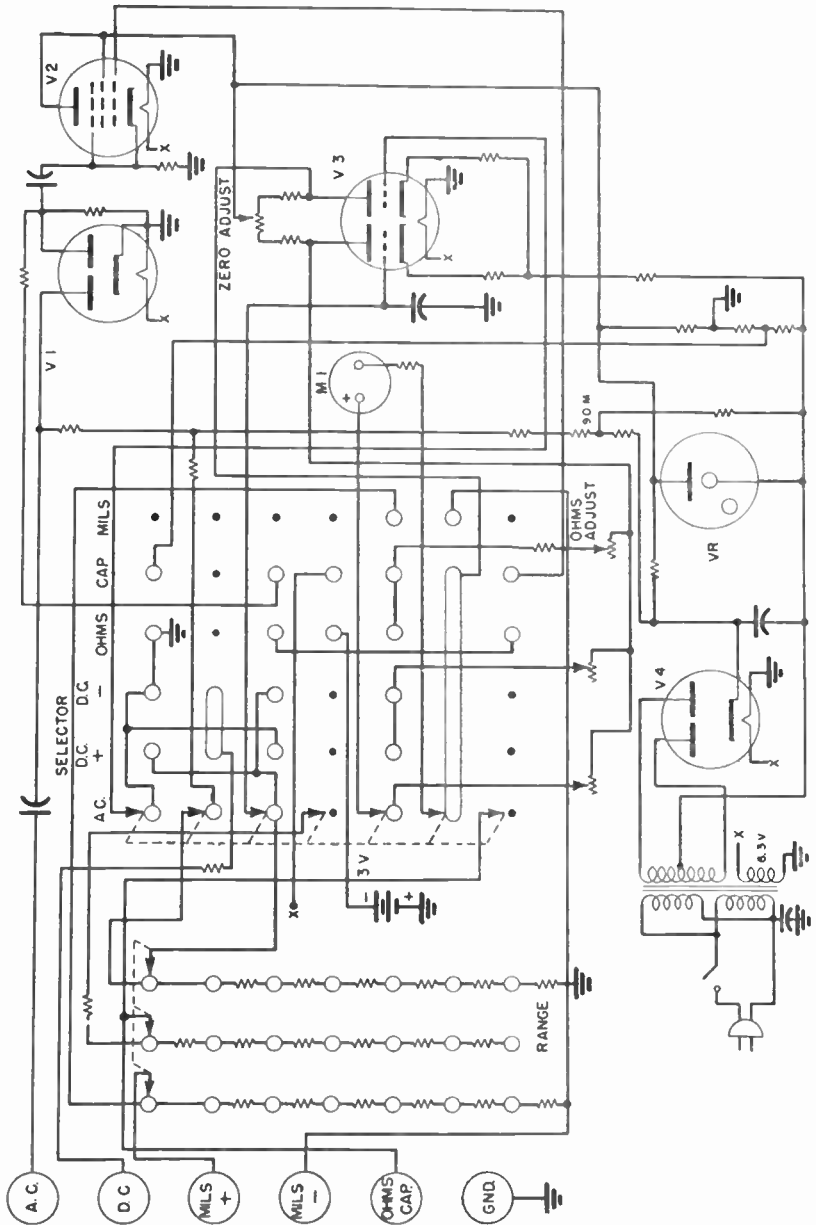 V2
X
V3
ZERO ADJUST
X
V1
X
M1
+
90 M
MILS
CAP
OHMS
D.C.
-
D.C.
+
A.C.
SELECTOR
OHMS
ADJUST
VR
V4
X
X
6.3 V
3 V
-
+
X
RANGE
A.C.
D.C
MILS
+
MILS
-
OHMS
CAP.
GND.